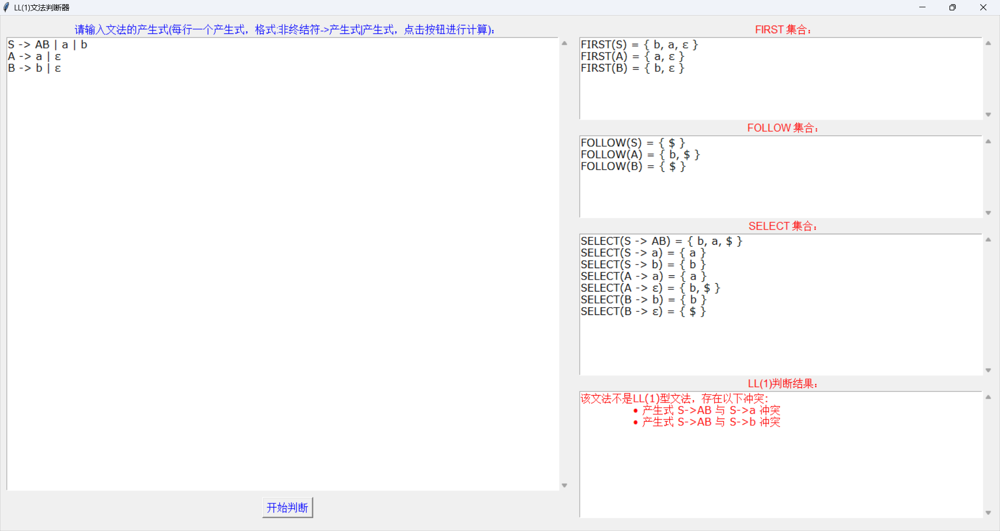 LL(1)文法判断器
请输入文法的产生式(每行一个产生式，格式:非终结符->产生式|产生式，点击按钮进行计算)：
S -> AB | a | b
A -> a | ε
B -> b | ε
开始判断
FIRST 集合：
FIRST(S) = { b, a, ε }
FIRST(A) = { a, ε }
FIRST(B) = { b, ε }
FOLLOW 集合：
FOLLOW(S) = { $ }
FOLLOW(A) = { b, $ }
FOLLOW(B) = { $ }
SELECT 集合：
SELECT(S -> AB) = { b, a, $ }
SELECT(S -> a) = { a }
SELECT(S -> b) = { b }
SELECT(A -> a) = { a }
SELECT(A -> ε) = { b, $ }
SELECT(B -> b) = { b }
SELECT(B -> ε) = { $ }
LL(1)判断结果：
该文法不是LL(1)型文法，存在以下冲突:
• 产生式 S->AB 与 S->a 冲突
• 产生式 S->AB 与 S->b 冲突